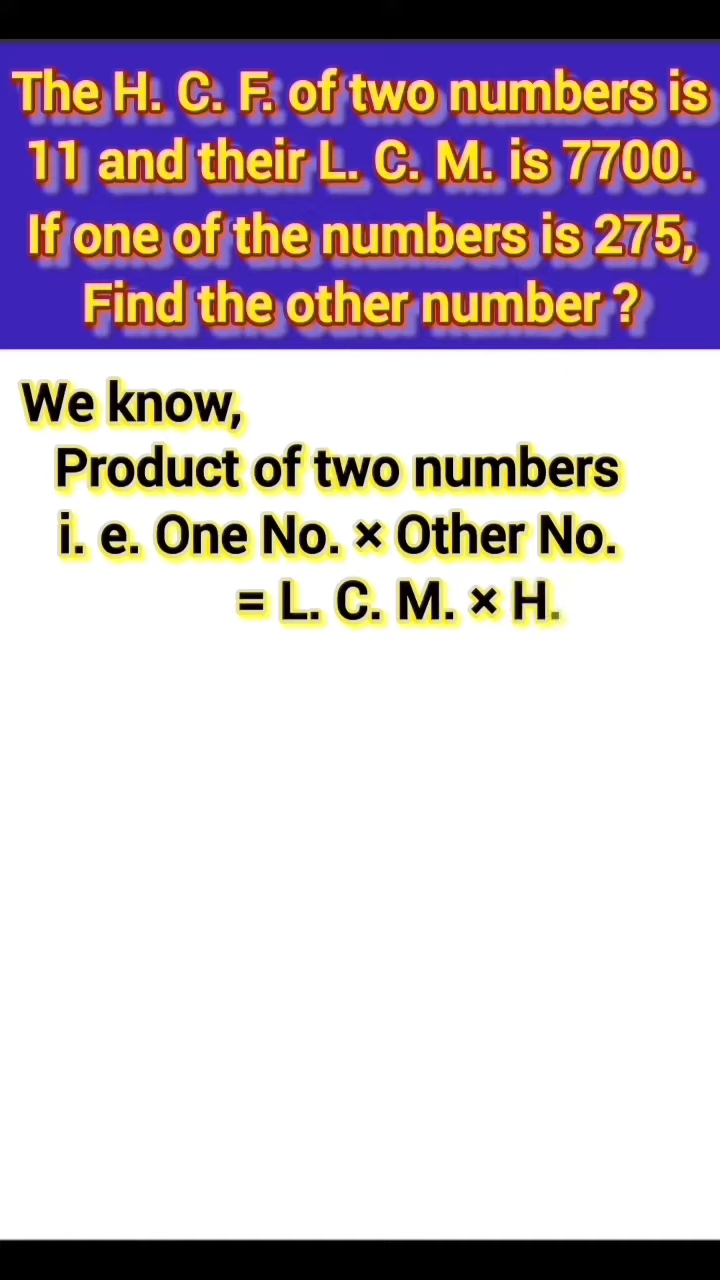 The H. C. F. of two numbers is
11 and their L. C. M. is 7700.
If one of the numbers is 275,
Find the other number ?
We know,
Product of two numbers
i. e. One No. × Other No.
= L. C. M. × H.